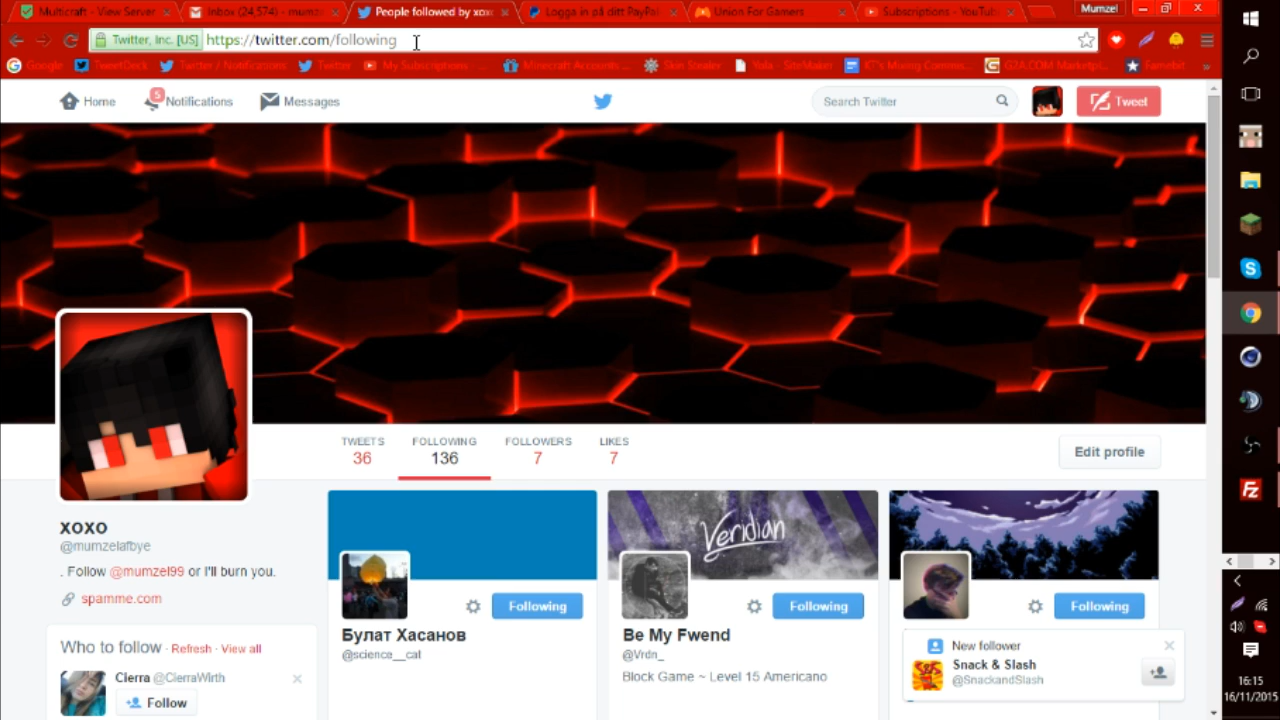 Multicraft - View Server
Inbox (24,574) - mumze
People followed by xoxo
Logga in på ditt PayPal
Union For Gamers
Subscriptions - YouTub
Mumzel
Twitter, Inc. [US]
https://twitter.com/following
Google
TweetDeck
Twitter / Notifications
Twitter
My Subscriptions
Minecraft Accounts
Skin Stealer
Yola - SiteMaker
G2A.COM Marketpl
Famebit
Home
5
Notifications
Messages
Search Twitter
Tweet
TWEETS
36
FOLLOWING
136
FOLLOWERS
7
LIKES
7
Edit profile
xoxo
@mumzelafbye
. Follow @mumzel99 or I'll burn you.
spamme.com
Who to follow · Refresh · View all
Cierra @CierraWirth
Follow
Following
Булат Хасанов
@science__cat
Veridian
Following
Be My Fwend
@Vrdn_
Block Game ~ Level 15 Americano
Following
New follower
Snack & Slash
@SnackandSlash
16:15
16/11/2015